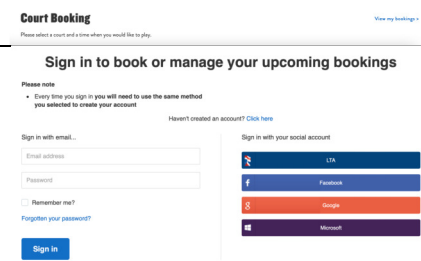 Court Booking
View my bookings >
Please select a court and a time when you would like to play.
Sign in to book or manage your upcoming bookings
Please note
• Every time you sign in you will need to use the same method
you selected to create your account
Haven't created an account? Click here
Sign in with email...
Sign in with your social account
Email address
LTA
Password
Facebook
Remember me?
Google
Forgotten your password?
Microsoft
Sign in